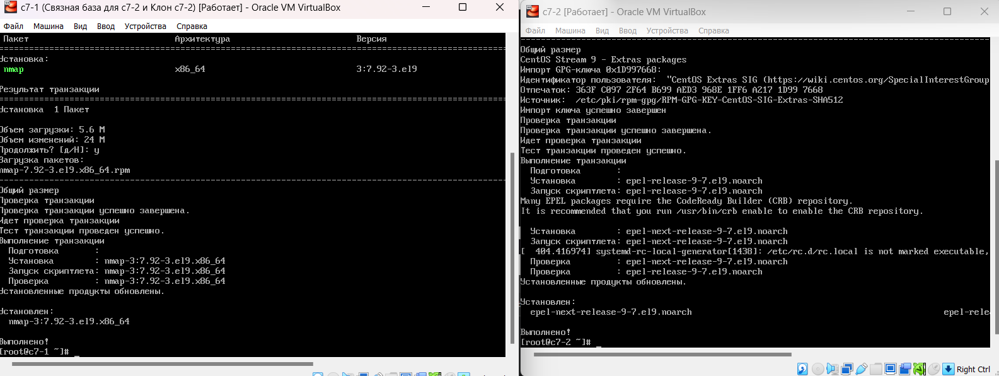 c7-1 (Связная база для c7-2 и Клон c7-2) [Работает] - Oracle VM VirtualBox
Файл Машина Вид Ввод Устройства Справка
Пакет Архитектура Версия
Установка:
nmap x86_64 3:7.92-3.el9
Результат транзакции
Установка 1 Пакет
Объем загрузки: 5.6 M
Объем изменений: 24 M
Продолжить? [д/Н]: y
Загрузка пакетов:
nmap-7.92-3.el9.x86_64.rpm
Общий размер
Проверка транзакции
Проверка транзакции успешно завершена.
Идет проверка транзакции
Тест транзакции проведен успешно.
Выполнение транзакции
Подготовка :
Установка : nmap-3:7.92-3.el9.x86_64
Запуск скриптлета: nmap-3:7.92-3.el9.x86_64
Проверка : nmap-3:7.92-3.el9.x86_64
Установленные продукты обновлены.
Установлен:
nmap-3:7.92-3.el9.x86_64
Выполнено!
[root@c7-1 ~]# _
c7-2 [Работает] - Oracle VM VirtualBox
Файл Машина Вид Ввод Устройства Справка
Общий размер
CentOS Stream 9 - Extras packages
Импорт GPG-ключа 0x1D997668:
Идентификатор пользователя: "CentOS Extras SIG (https://wiki.centos.org/SpecialInterestGroup
Отпечаток: 363F C097 2F64 B699 AED3 968E 1FF6 A217 1D99 7668
Источник: /etc/pki/rpm-gpg/RPM-GPG-KEY-CentOS-SIG-Extras-SHA512
Импорт ключа успешно завершен
Проверка транзакции
Проверка транзакции успешно завершена.
Идет проверка транзакции
Тест транзакции проведен успешно.
Выполнение транзакции
Подготовка :
Установка : epel-release-9-7.el9.noarch
Запуск скриптлета: epel-release-9-7.el9.noarch
Many EPEL packages require the CodeReady Builder (CRB) repository.
It is recommended that you run /usr/bin/crb enable to enable the CRB repository.
Установка : epel-next-release-9-7.el9.noarch
Запуск скриптлета: epel-next-release-9-7.el9.noarch
[ 404.416974] systemd-rc-local-generator[1438]: /etc/rc.d/rc.local is not marked executable,
Проверка : epel-next-release-9-7.el9.noarch
Проверка : epel-release-9-7.el9.noarch
Установленные продукты обновлены.
Установлен:
epel-next-release-9-7.el9.noarch epel-rele
Выполнено!
[root@c7-2 ~]# _
Right Ctrl